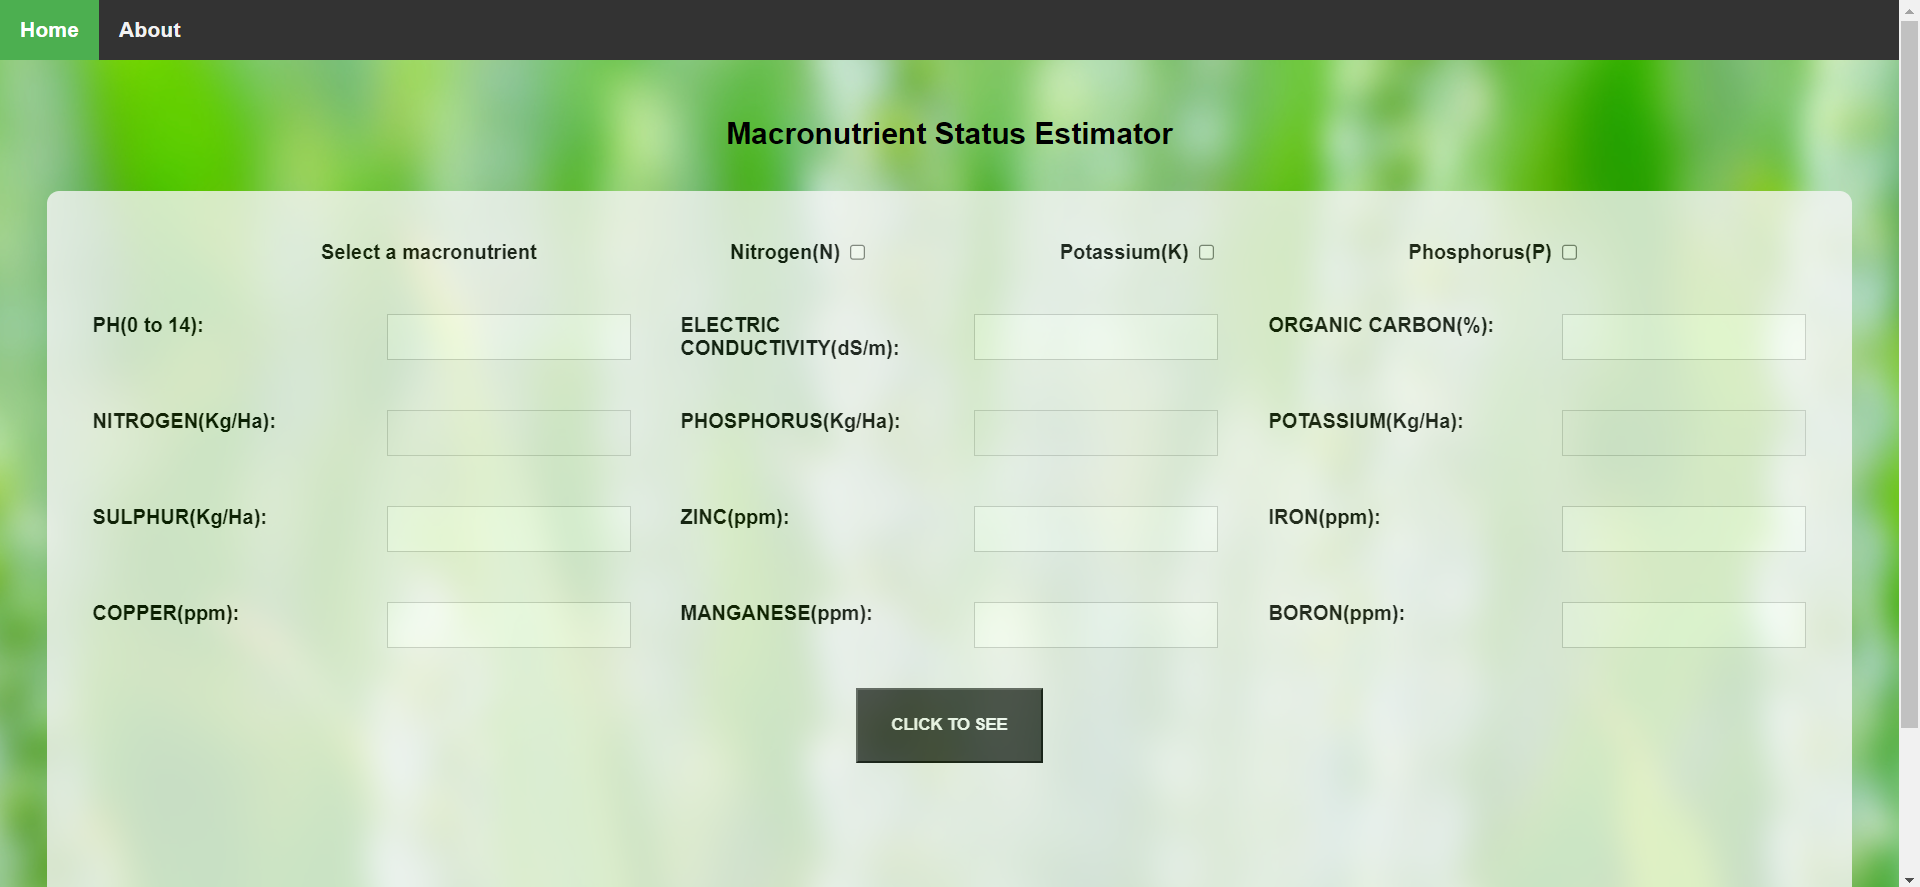 Home About
Macronutrient Status Estimator
Select a macronutrient Nitrogen(N) Potassium(K) Phosphorus(P)
PH(0 to 14): ELECTRIC CONDUCTIVITY(dS/m): ORGANIC CARBON(%):
NITROGEN(Kg/Ha): PHOSPHORUS(Kg/Ha): POTASSIUM(Kg/Ha):
SULPHUR(Kg/Ha): ZINC(ppm): IRON(ppm):
COPPER(ppm): MANGANESE(ppm): BORON(ppm):
CLICK TO SEE